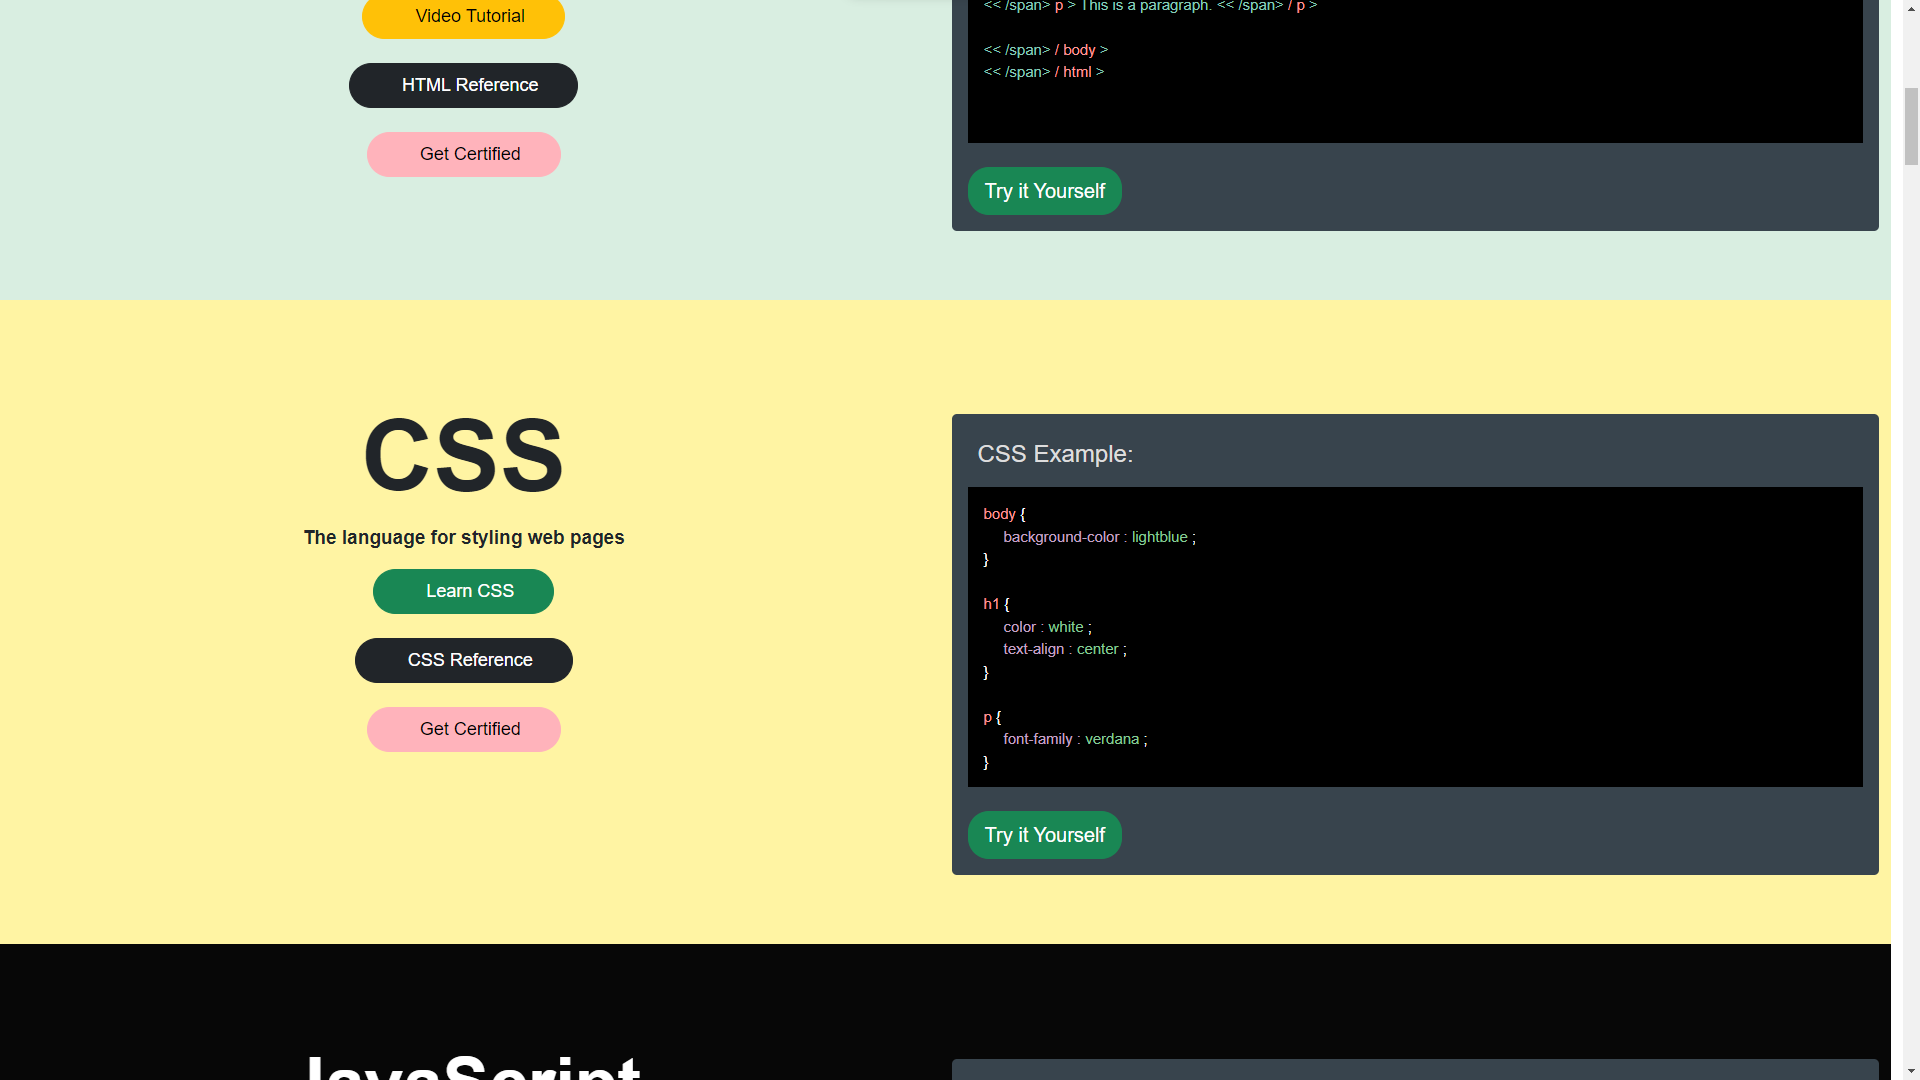 Video Tutorial
HTML Reference
Get Certified
<< /span> p > This is a paragraph. << /span> / p >
<< /span> / body >
<< /span> / html >
Try it Yourself
CSS
The language for styling web pages
Learn CSS
CSS Reference
Get Certified
CSS Example:
body {
background-color : lightblue ;
}
h1 {
color : white ;
text-align : center ;
}
p {
font-family : verdana ;
}
Try it Yourself
JavaScript